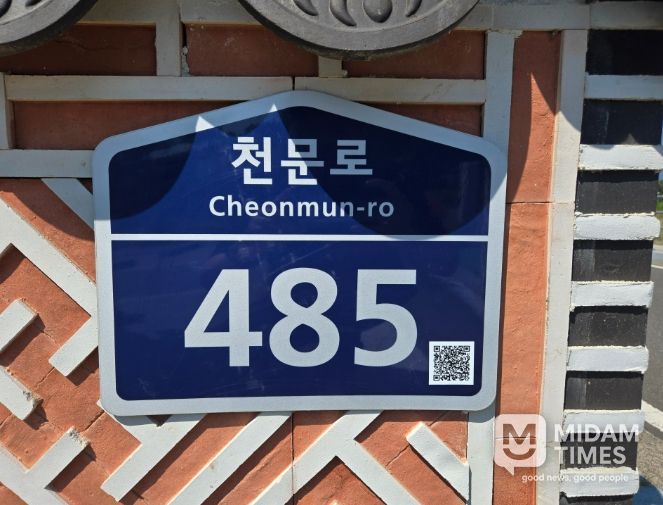 천문로
Cheonmun-ro
485
MIDAM
TIMES
good news, good people